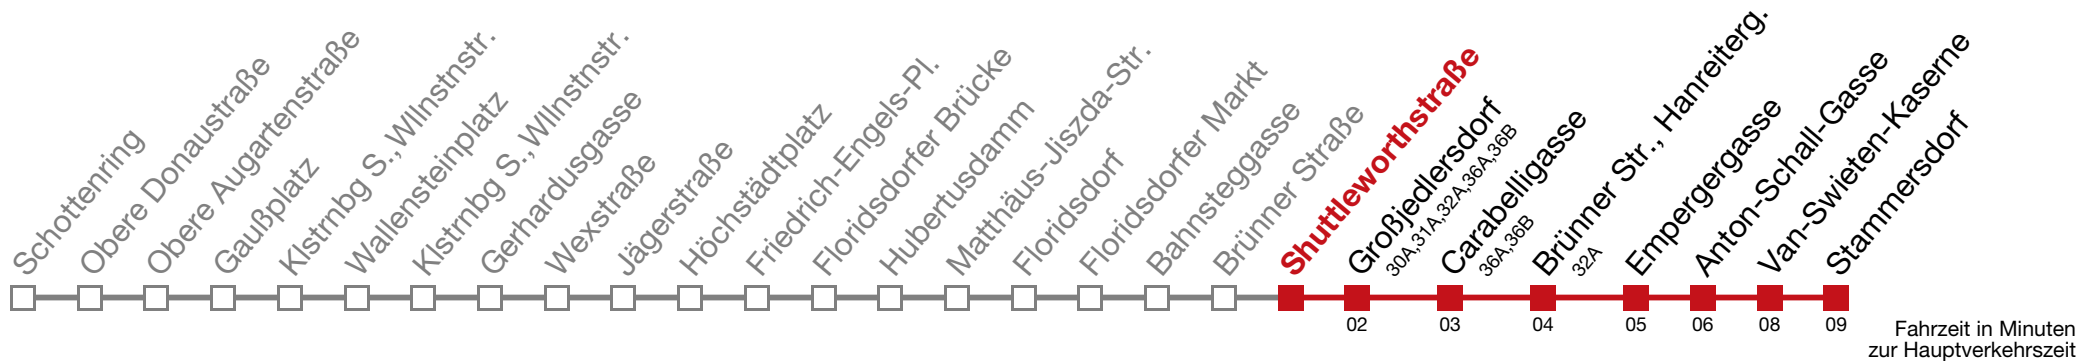 Schottenring
Obere Donaustraße
Obere Augartenstraße
Gaußplatz
Klstrnbg S., Wllnstnstr.
Wallensteinplatz
Klstrnbg S., Wllnstnstr.
Gerhardusgasse
Wexstraße
Jägerstraße
Höchstädtplatz
Friedrich-Engels-Pl.
Floridsdorfer Brücke
Hubertusdamm
Matthäus-Jiszda-Str.
Floridsdorf
Floridsdorfer Markt
Bahnsteggasse
Brünner Straße
Shuttleworthstraße
Großjedlersdorf
30A,31A,32A,36A,36B
Carabelligasse
36A,36B
Brünner Str., Hanreiterg.
32A
Empergergasse
Anton-Schall-Gasse
Van-Swieten-Kaserne
Stammersdorf
02 03 04 05 06 08 09
Fahrzeit in Minuten
zur Hauptverkehrszeit